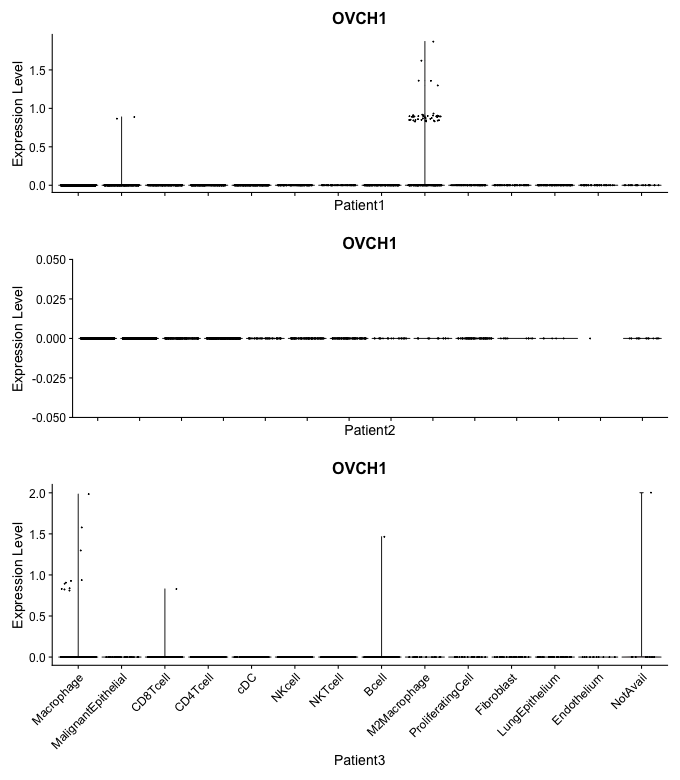 OVCH1
Expression Level
1.5
1.0
0.5
0.0
Patient1
OVCH1
Expression Level
0.050
0.025
0.000
-0.025
-0.050
Patient2
OVCH1
Expression Level
2.0
1.5
1.0
0.5
0.0
Macrophage
MalignantEpithelial
CD8Tcell
CD4Tcell
cDC
NKcell
NKTcell
Bcell
M2Macrophage
ProliferatingCell
Fibroblast
LungEpithelium
Endothelium
NotAvail
Patient3